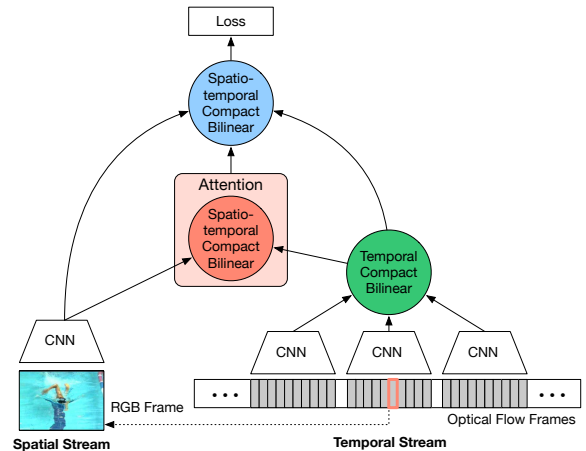 Loss
Spatio-
temporal
Compact
Bilinear
Attention
Spatio-
temporal
Compact
Bilinear
Temporal
Compact
Bilinear
CNN
CNN
CNN
CNN
RGB Frame
Optical Flow Frames
Spatial Stream
Temporal Stream